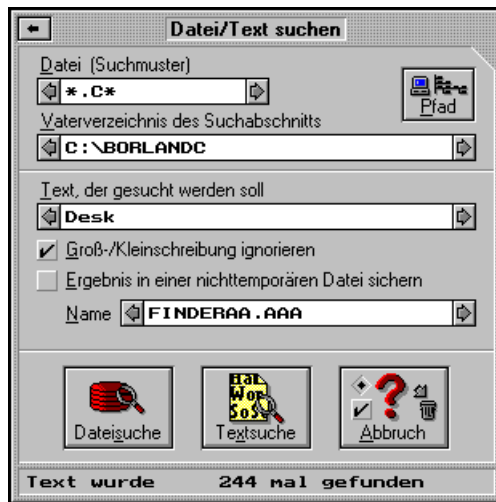 Datei/Text suchen
Datei (Suchmuster)
*.C*
Pfad
Vaterverzeichnis des Suchabschnitts
C:\BORLANDC
Text, der gesucht werden soll
Desk
Groß-/Kleinschreibung ignorieren
Ergebnis in einer nichttemporären Datei sichern
Name FINDERAA.AAA
Dateisuche Textsuche Abbruch
Text wurde 244 mal gefunden